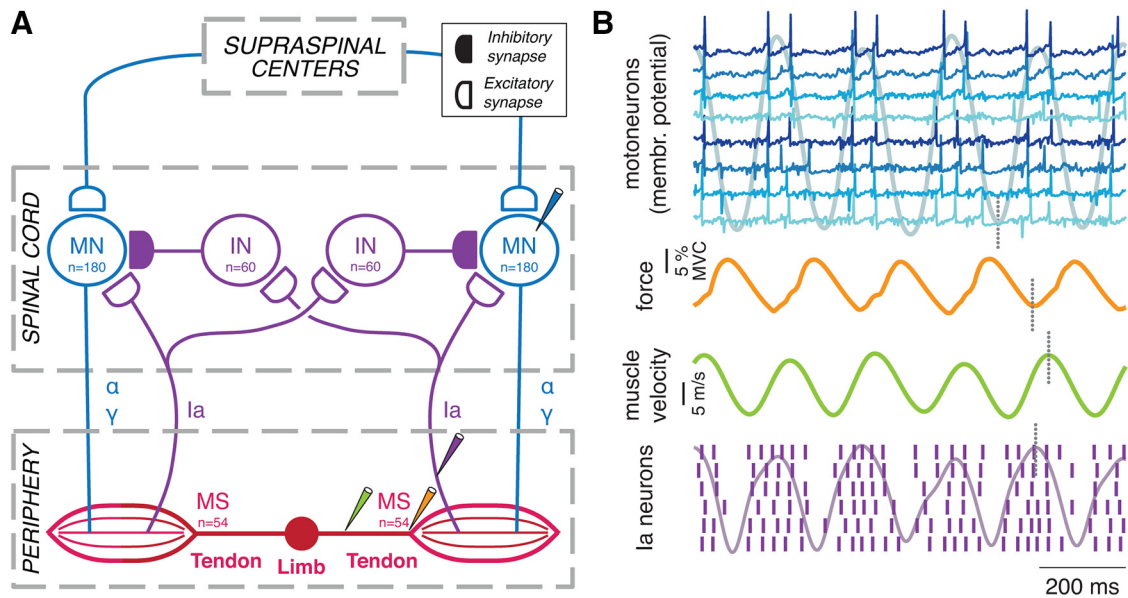 A
SUPRASPINAL
CENTERS
Inhibitory
synapse
Excitatory
synapse
SPINAL CORD
MN
n=180
IN
n=60
IN
n=60
MN
n=180
α
γ
Ia
Ia
α
γ
PERIPHERY
MS
n=54
MS
n=54
Tendon
Limb
Tendon
B
motoneurons
(membr. potential)
force
5 %
MVC
muscle
velocity
5 m/s
Ia neurons
200 ms